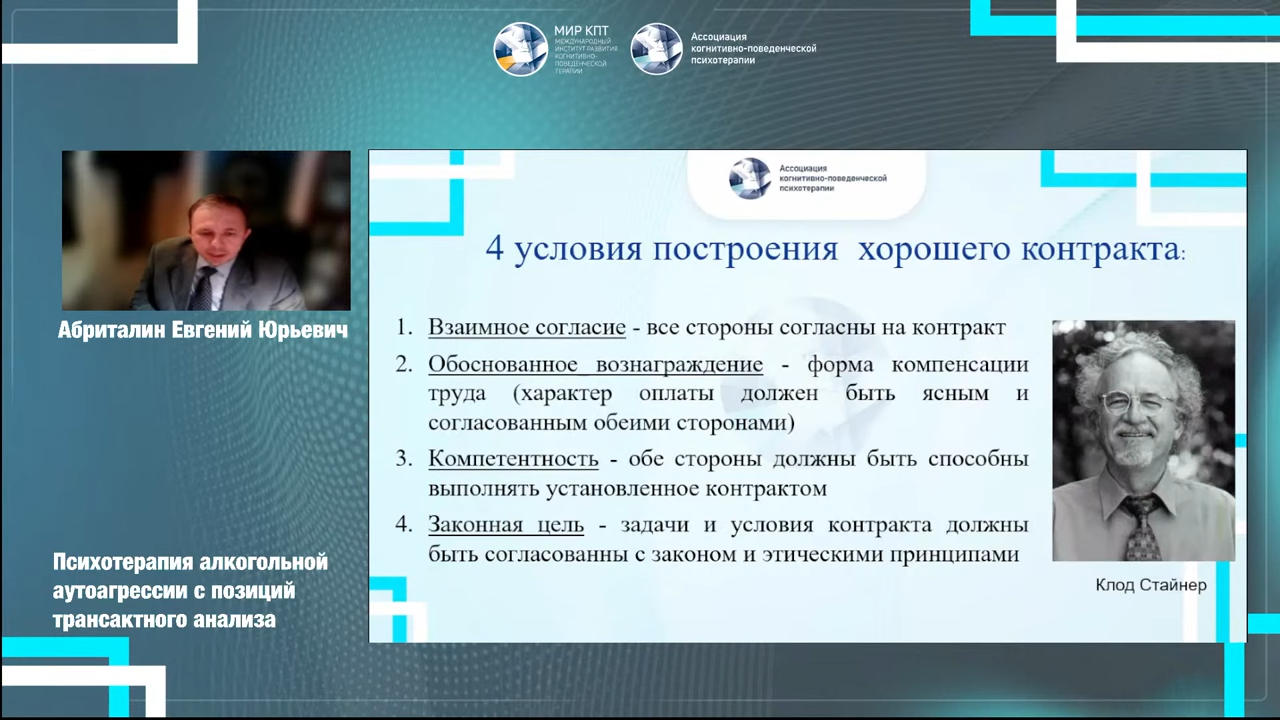 МИР КПТ
МЕЖДУНАРОДНЫЙ
ИНСТИТУТ РАЗВИТИЯ
КОГНИТИВНО-
ПОВЕДЕНЧЕСКОЙ
ТЕРАПИИ
Ассоциация
когнитивно-поведенческой
психотерапии
Ассоциация
когнитивно-поведенческой
психотерапии
4 условия построения хорошего контракта:
1. Взаимное согласие - все стороны согласны на контракт
2. Обоснованное вознаграждение - форма компенсации
труда (характер оплаты должен быть ясным и
согласованным обеими сторонами)
3. Компетентность - обе стороны должны быть способны
выполнять установленное контрактом
4. Законная цель - задачи и условия контракта должны
быть согласованны с законом и этическими принципами
Клод Стайнер
Абриталин Евгений Юрьевич
Психотерапия алкогольной
аутоагрессии с позиций
трансактного анализа